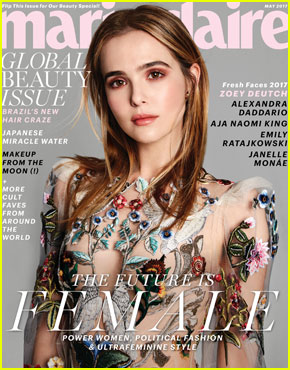 Flip This Issue for Our Beauty Special!
MAY 2017
marie claire
GLOBAL
BEAUTY
ISSUE
BRAZIL'S NEW
HAIR CRAZE
JAPANESE
MIRACLE WATER
MAKEUP
FROM THE
MOON (!)
+
MORE
CULT
FAVES
FROM
AROUND
THE
WORLD
Fresh Faces 2017
ZOEY DEUTCH
ALEXANDRA
DADDARIO
AJA NAOMI KING
EMILY
RATAJKOWSKI
JANELLE
MONÁE
THE FUTURE IS
FEMALE
POWER WOMEN, POLITICAL FASHION
& ULTRAFEMININE STYLE